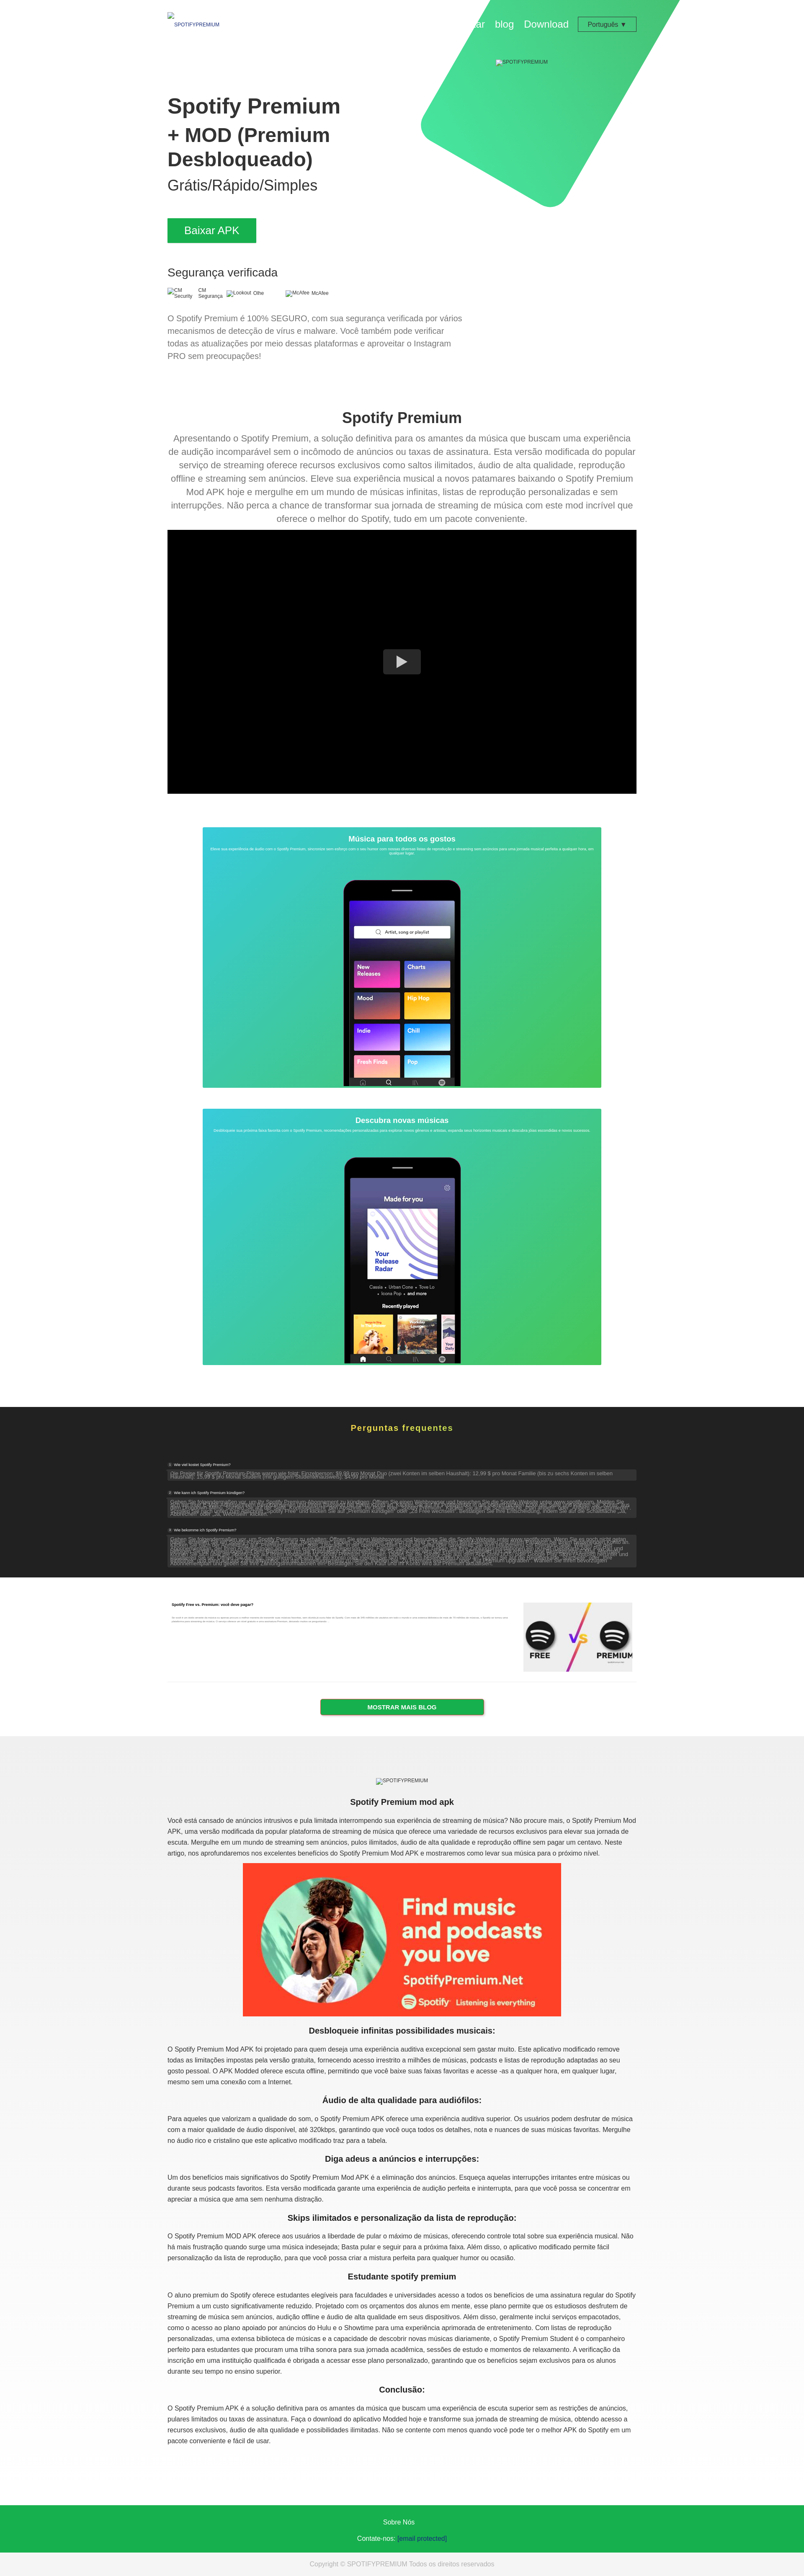 SPOTIFYPREMIUM
ar
blog
Download
Português ▼
SPOTIFYPREMIUM
Spotify Premium
+ MOD (Premium
Desbloqueado)
Grátis/Rápido/Simples
Baixar APK
Segurança verificada
CM Security
CM Segurança
Lookout
Olhe
McAfee
McAfee
O Spotify Premium é 100% SEGURO, com sua segurança verificada por vários
mecanismos de detecção de vírus e malware. Você também pode verificar
todas as atualizações por meio dessas plataformas e aproveitar o Instagram
PRO sem preocupações!
Spotify Premium
Apresentando o Spotify Premium, a solução definitiva para os amantes da música que buscam uma experiência
de audição incomparável sem o incômodo de anúncios ou taxas de assinatura. Esta versão modificada do popular
serviço de streaming oferece recursos exclusivos como saltos ilimitados, áudio de alta qualidade, reprodução
offline e streaming sem anúncios. Eleve sua experiência musical a novos patamares baixando o Spotify Premium
Mod APK hoje e mergulhe em um mundo de músicas infinitas, listas de reprodução personalizadas e sem
interrupções. Não perca a chance de transformar sua jornada de streaming de música com este mod incrível que
oferece o melhor do Spotify, tudo em um pacote conveniente.
Música para todos os gostos
Artist, song or playlist
New Releases
Charts
Mood
Hip Hop
Indie
Chill
Fresh Finds
Pop
Descubra novas músicas
Made for you
Your Release Radar
Cassia • Urban Cone • Tove Lo
• Icona Pop • and more
Recently played
Perguntas frequentes
Wie viel kostet Spotify Premium?
Wie kann ich Spotify Premium kündigen?
Wie bekomme ich Spotify Premium?
Spotify Free vs. Premium: você deve pagar?
FREE
VS
PREMIUM
MOSTRAR MAIS BLOG
SPOTIFYPREMIUM
Spotify Premium mod apk
Você está cansado de anúncios intrusivos e pula limitada interrompendo sua experiência de streaming de música? Não procure mais, o Spotify Premium Mod
APK, uma versão modificada da popular plataforma de streaming de música que oferece uma variedade de recursos exclusivos para elevar sua jornada de
escuta. Mergulhe em um mundo de streaming sem anúncios, pulos ilimitados, áudio de alta qualidade e reprodução offline sem pagar um centavo. Neste
artigo, nos aprofundaremos nos excelentes benefícios do Spotify Premium Mod APK e mostraremos como levar sua música para o próximo nível.
Find music
and podcasts
you love
SpotifyPremium.Net
Spotify
Listening is everything
Desbloqueie infinitas possibilidades musicais:
O Spotify Premium Mod APK foi projetado para quem deseja uma experiência auditiva excepcional sem gastar muito. Este aplicativo modificado remove
todas as limitações impostas pela versão gratuita, fornecendo acesso irrestrito a milhões de músicas, podcasts e listas de reprodução adaptadas ao seu
gosto pessoal. O APK Modded oferece escuta offline, permitindo que você baixe suas faixas favoritas e acesse -as a qualquer hora, em qualquer lugar,
mesmo sem uma conexão com a Internet.
Áudio de alta qualidade para audiófilos:
Para aqueles que valorizam a qualidade do som, o Spotify Premium APK oferece uma experiência auditiva superior. Os usuários podem desfrutar de música
com a maior qualidade de áudio disponível, até 320kbps, garantindo que você ouça todos os detalhes, nota e nuances de suas músicas favoritas. Mergulhe
no áudio rico e cristalino que este aplicativo modificado traz para a tabela.
Diga adeus a anúncios e interrupções:
Um dos benefícios mais significativos do Spotify Premium Mod APK é a eliminação dos anúncios. Esqueça aquelas interrupções irritantes entre músicas ou
durante seus podcasts favoritos. Esta versão modificada garante uma experiência de audição perfeita e ininterrupta, para que você possa se concentrar em
apreciar a música que ama sem nenhuma distração.
Skips ilimitados e personalização da lista de reprodução:
O Spotify Premium MOD APK oferece aos usuários a liberdade de pular o máximo de músicas, oferecendo controle total sobre sua experiência musical. Não
há mais frustração quando surge uma música indesejada; Basta pular e seguir para a próxima faixa. Além disso, o aplicativo modificado permite fácil
personalização da lista de reprodução, para que você possa criar a mistura perfeita para qualquer humor ou ocasião.
Estudante spotify premium
O aluno premium do Spotify oferece estudantes elegíveis para faculdades e universidades acesso a todos os benefícios de uma assinatura regular do Spotify
Premium a um custo significativamente reduzido. Projetado com os orçamentos dos alunos em mente, esse plano permite que os estudiosos desfrutem de
streaming de música sem anúncios, audição offline e áudio de alta qualidade em seus dispositivos. Além disso, geralmente inclui serviços empacotados,
como o acesso ao plano apoiado por anúncios do Hulu e o Showtime para uma experiência aprimorada de entretenimento. Com listas de reprodução
personalizadas, uma extensa biblioteca de músicas e a capacidade de descobrir novas músicas diariamente, o Spotify Premium Student é o companheiro
perfeito para estudantes que procuram uma trilha sonora para sua jornada acadêmica, sessões de estudo e momentos de relaxamento. A verificação da
inscrição em uma instituição qualificada é obrigada a acessar esse plano personalizado, garantindo que os benefícios sejam exclusivos para os alunos
durante seu tempo no ensino superior.
Conclusão:
O Spotify Premium APK é a solução definitiva para os amantes da música que buscam uma experiência de escuta superior sem as restrições de anúncios,
pulares limitados ou taxas de assinatura. Faça o download do aplicativo Modded hoje e transforme sua jornada de streaming de música, obtendo acesso a
recursos exclusivos, áudio de alta qualidade e possibilidades ilimitadas. Não se contente com menos quando você pode ter o melhor APK do Spotify em um
pacote conveniente e fácil de usar.
Sobre Nós
Contate-nos: [email protected]
Copyright © SPOTIFYPREMIUM Todos os direitos reservados